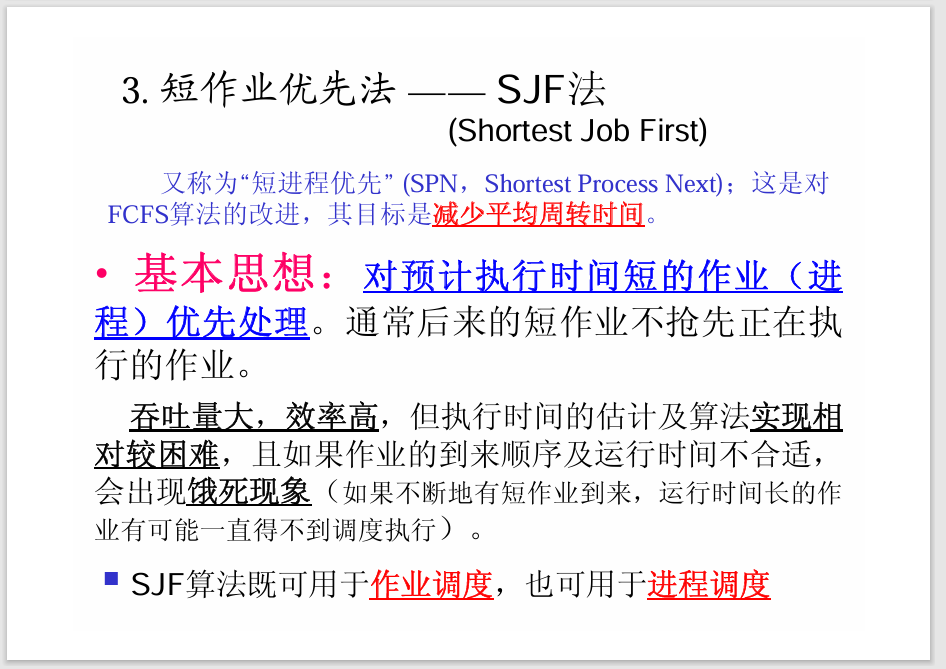 3. 短作业优先法 —— SJF法
(Shortest Job First)
又称为“短进程优先” (SPN，Shortest Process Next)；这是对
FCFS算法的改进，其目标是减少平均周转时间。
• 基本思想：对预计执行时间短的作业（进
程）优先处理。通常后来的短作业不抢先正在执
行的作业。
吞吐量大，效率高，但执行时间的估计及算法实现相
对较困难，且如果作业的到来顺序及运行时间不合适，
会出现饿死现象（如果不断地有短作业到来，运行时间长的作
业有可能一直得不到调度执行）。
■ SJF算法既可用于作业调度，也可用于进程调度